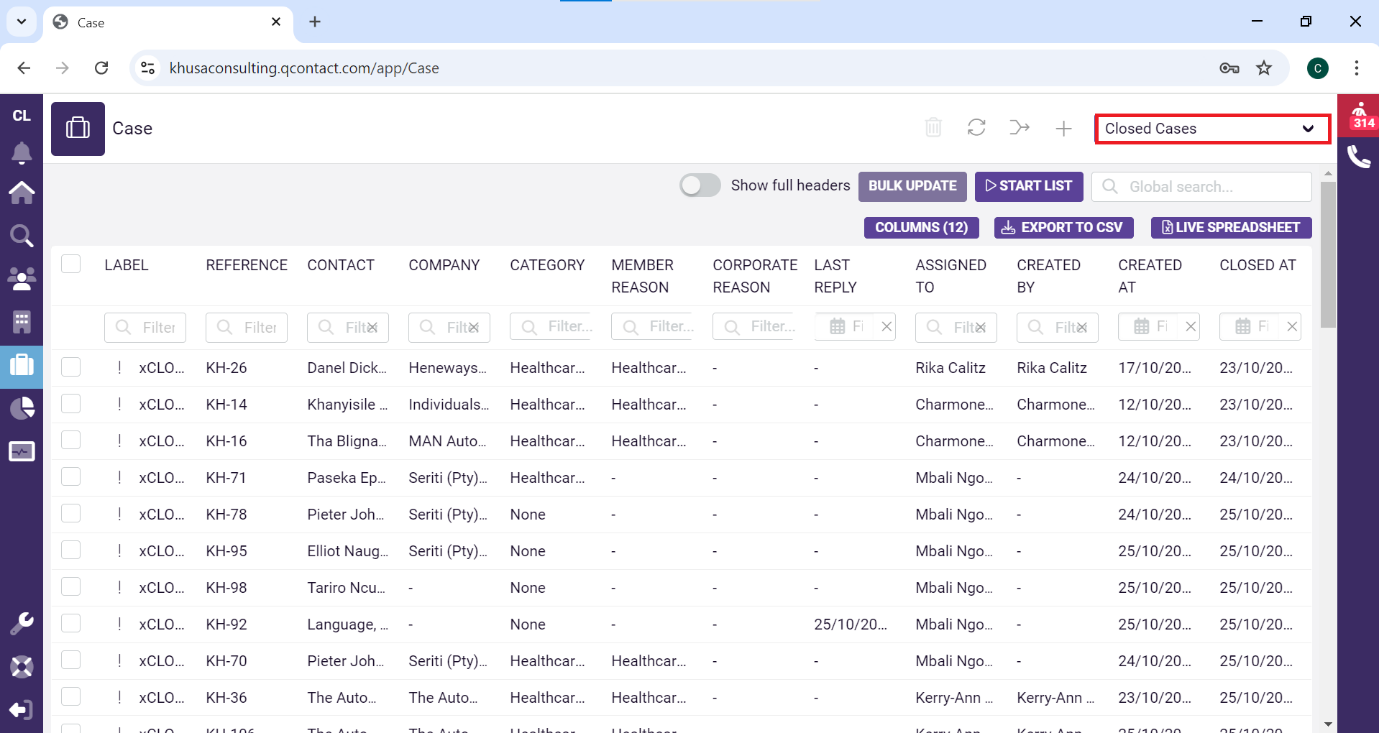 Case
khusaconsulting.qcontact.com/app/Case
C
CL
Case
Closed Cases
314
Show full headers
BULK UPDATE
START LIST
Global search...
COLUMNS (12)
EXPORT TO CSV
LIVE SPREADSHEET
LABEL REFERENCE CONTACT COMPANY CATEGORY MEMBER REASON CORPORATE REASON LAST REPLY ASSIGNED TO CREATED BY CREATED AT CLOSED AT
Filter Filter Filte Filte Filter... Filter... Filter... Fi Filte Filte Fi Fi
! xCLO... KH-26 Danel Dick... Heneways... Healthcar... Healthcar... - - Rika Calitz Rika Calitz 17/10/20... 23/10/20...
! xCLO... KH-14 Khanyisile ... Individuals... Healthcar... Healthcar... - - Charmone... Charmone... 12/10/20... 23/10/20...
! xCLO... KH-16 Tha Bligna... MAN Auto... Healthcar... Healthcar... - - Charmone... Charmone... 12/10/20... 23/10/20...
! xCLO... KH-71 Paseka Ep... Seriti (Pty)... Healthcar... - - - Mbali Ngo... - 24/10/20... 24/10/20...
! xCLO... KH-78 Pieter Joh... Seriti (Pty)... None - - - Mbali Ngo... - 24/10/20... 25/10/20...
! xCLO... KH-95 Elliot Naug... Seriti (Pty)... None - - - Mbali Ngo... - 25/10/20... 25/10/20...
! xCLO... KH-98 Tariro Ncu... - None - - - Mbali Ngo... - 25/10/20... 25/10/20...
! xCLO... KH-92 Language, ... - None - - 25/10/20... Mbali Ngo... - 25/10/20... 25/10/20...
! xCLO... KH-70 Pieter Joh... Seriti (Pty)... Healthcar... Healthcar... - - Mbali Ngo... - 24/10/20... 25/10/20...
! xCLO... KH-36 The Auto... The Auto... Healthcar... Healthcar... - - Kerry-Ann ... Kerry-Ann ... 23/10/20... 25/10/20...